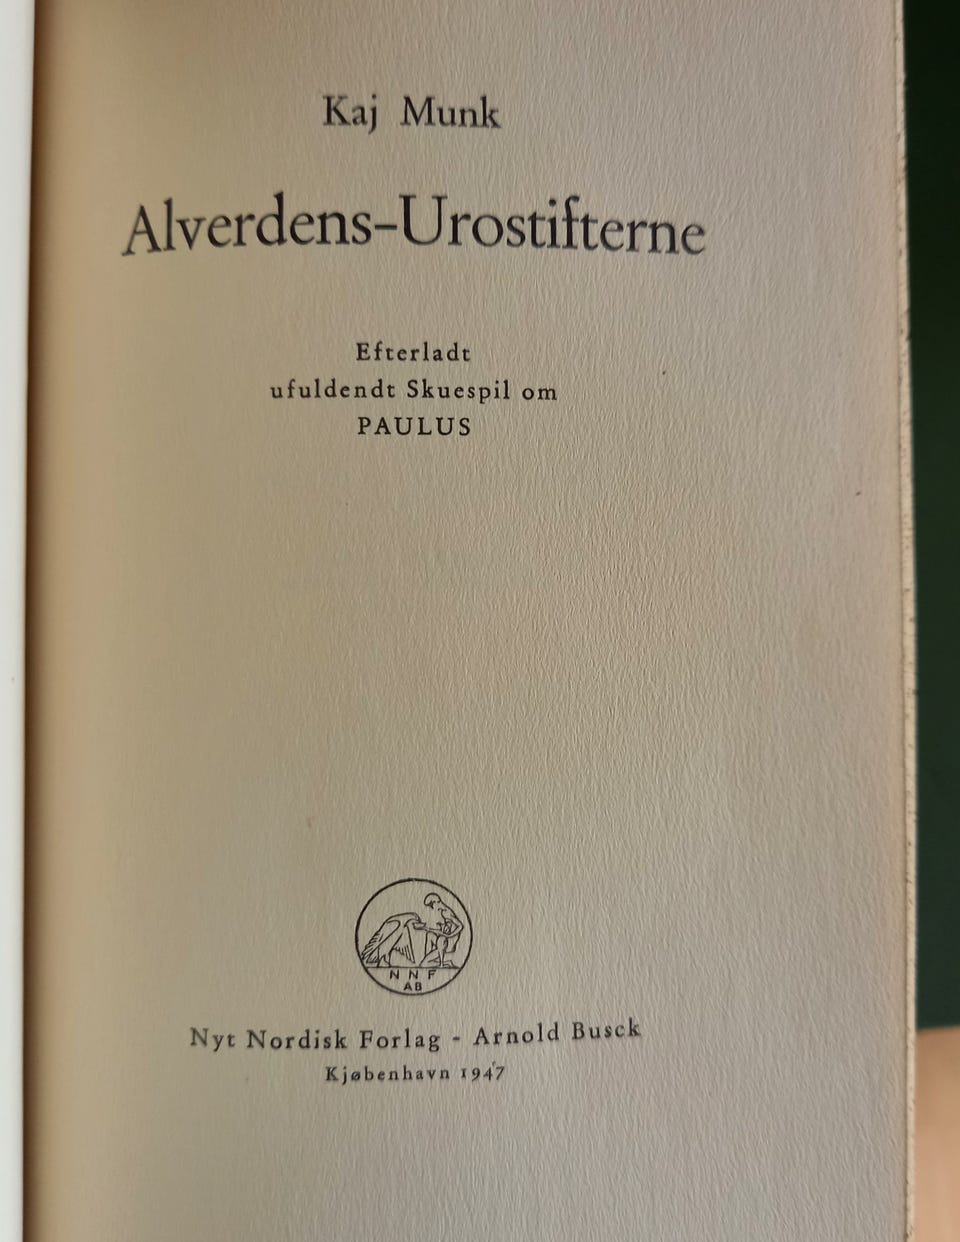 Kaj Munk
Alverdens-Urostifterne
Efterladt
ufuldendt Skuespil om
PAULUS
N N F
AB
Nyt Nordisk Forlag - Arnold Busck
Kjøbenhavn 1947